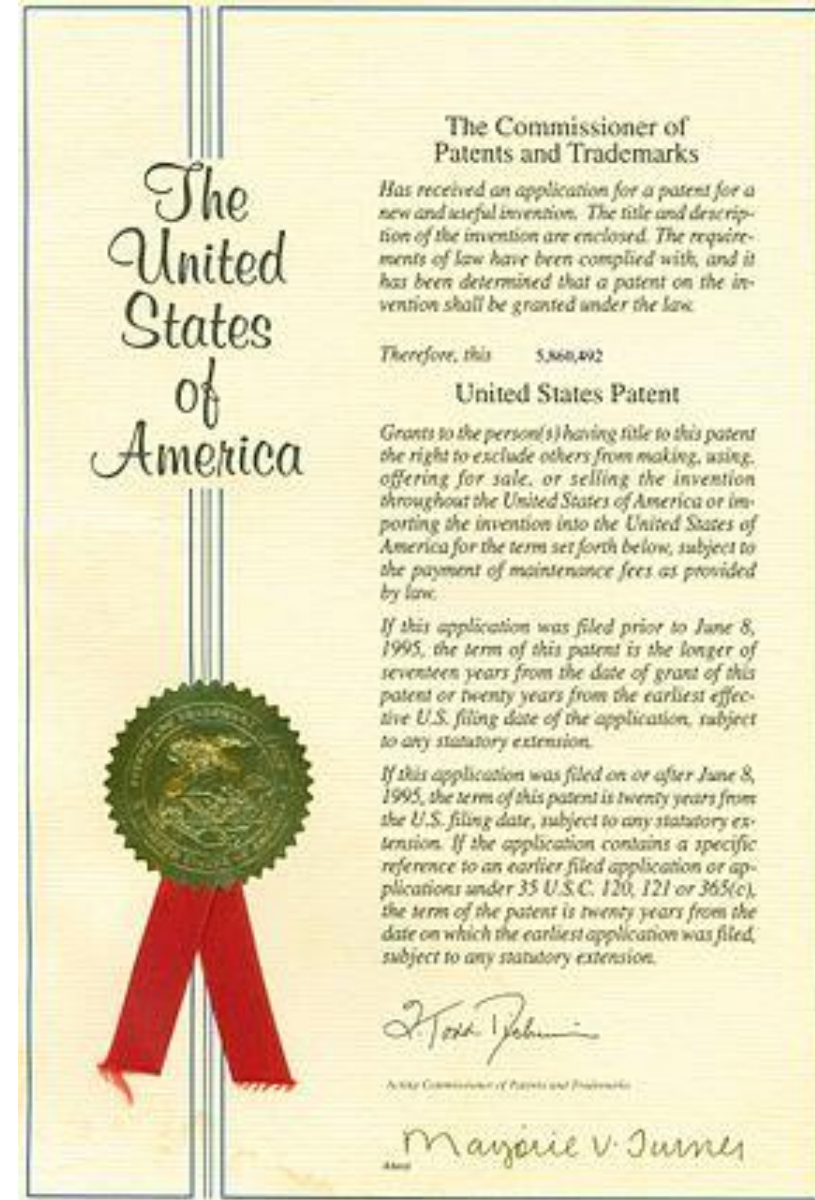 The
United
States
of
America
The Commissioner of
Patents and Trademarks
Has received an application for a patent for a
new and useful invention. The title and descrip-
tion of the invention are enclosed. The require-
ments of law have been complied with, and it
has been determined that a patent on the in-
vention shall be granted under the law.
Therefore, this 5,860,492
United States Patent
Grants to the person(s) having title to this patent
the right to exclude others from making, using,
offering for sale, or selling the invention
throughout the United States of America or im-
porting the invention into the United States of
America for the term set forth below, subject to
the payment of maintenance fees as provided
by law.
If this application was filed prior to June 8,
1995, the term of this patent is the longer of
seventeen years from the date of grant of this
patent or twenty years from the earliest effec-
tive U.S. filing date of the application, subject
to any statutory extension.
If this application was filed on or after June 8,
1995, the term of this patent is twenty years from
the U.S. filing date, subject to any statutory ex-
tension. If the application contains a specific
reference to an earlier filed application or ap-
plications under 35 U.S.C. 120, 121 or 365(c),
the term of the patent is twenty years from the
date on which the earliest application was filed,
subject to any statutory extension.
Acting Commissioner of Patents and Trademarks
Marjorie V. Turner
Attest